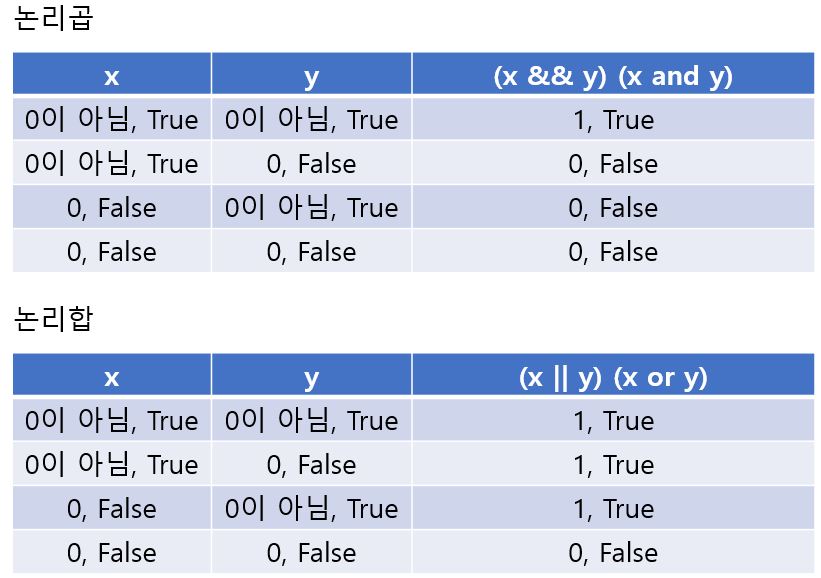 논리곱
x y (x && y) (x and y)
0이 아님, True 0이 아님, True 1, True
0이 아님, True 0, False 0, False
0, False 0이 아님, True 0, False
0, False 0, False 0, False
논리합
x y (x || y) (x or y)
0이 아님, True 0이 아님, True 1, True
0이 아님, True 0, False 1, True
0, False 0이 아님, True 1, True
0, False 0, False 0, False